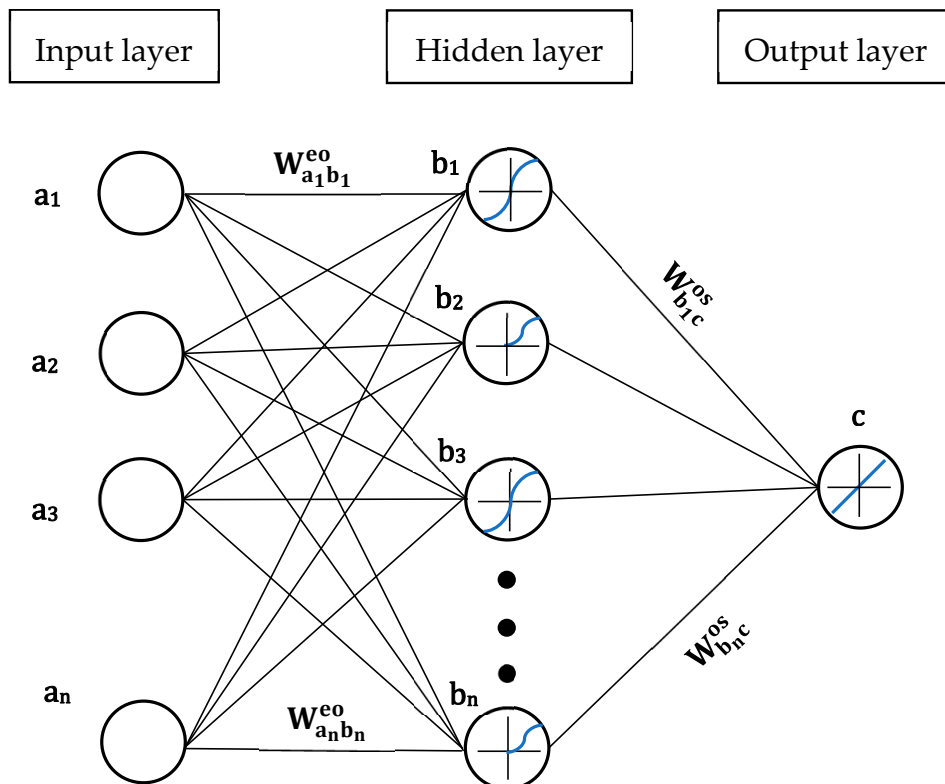 Input layer
Hidden layer
Output layer
W^eo_a₁b₁
b₁
a₁
W^os_b₁c
b₂
a₂
c
b₃
a₃
W^os_bₙc
aₙ
bₙ
W^eo_aₙbₙ